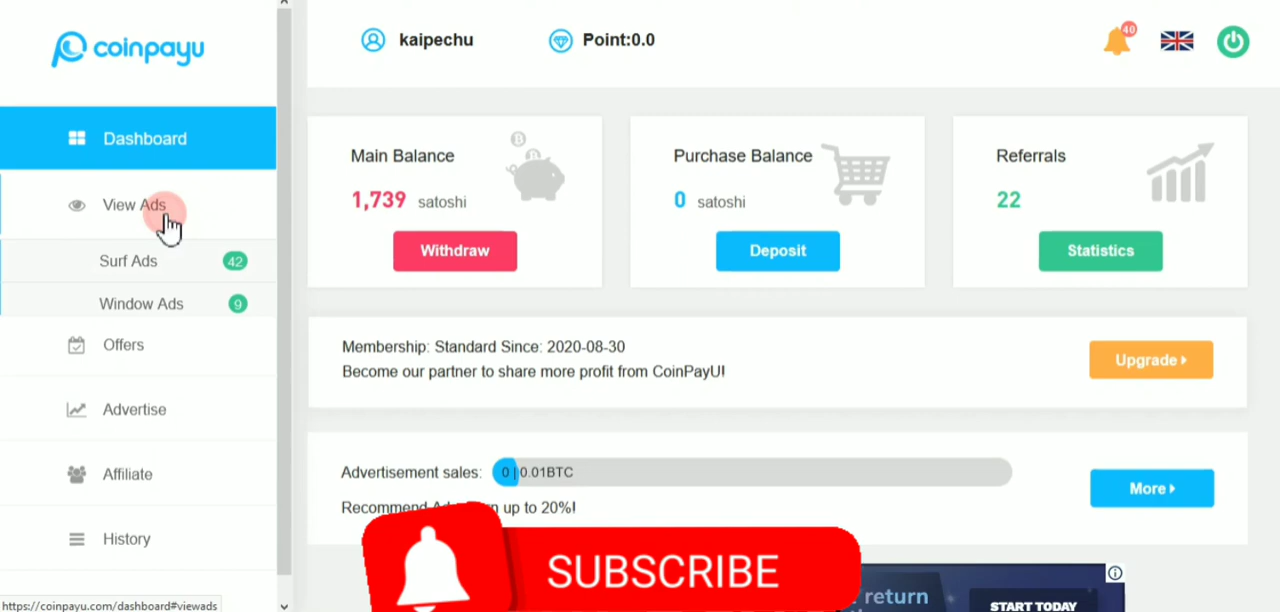 coinpayu
kaipechu
Point:0.0
40
Dashboard
View Ads
Surf Ads 42
Window Ads 9
Offers
Advertise
Affiliate
History
Main Balance
1,739 satoshi
Withdraw
Purchase Balance
0 satoshi
Deposit
Referrals
22
Statistics
Membership: Standard Since: 2020-08-30
Become our partner to share more profit from CoinPayU!
Upgrade
Advertisement sales: 0 | 0.01BTC
Recommend up to 20%!
More
SUBSCRIBE
return
START TODAY
https://coinpayu.com/dashboard#viewads